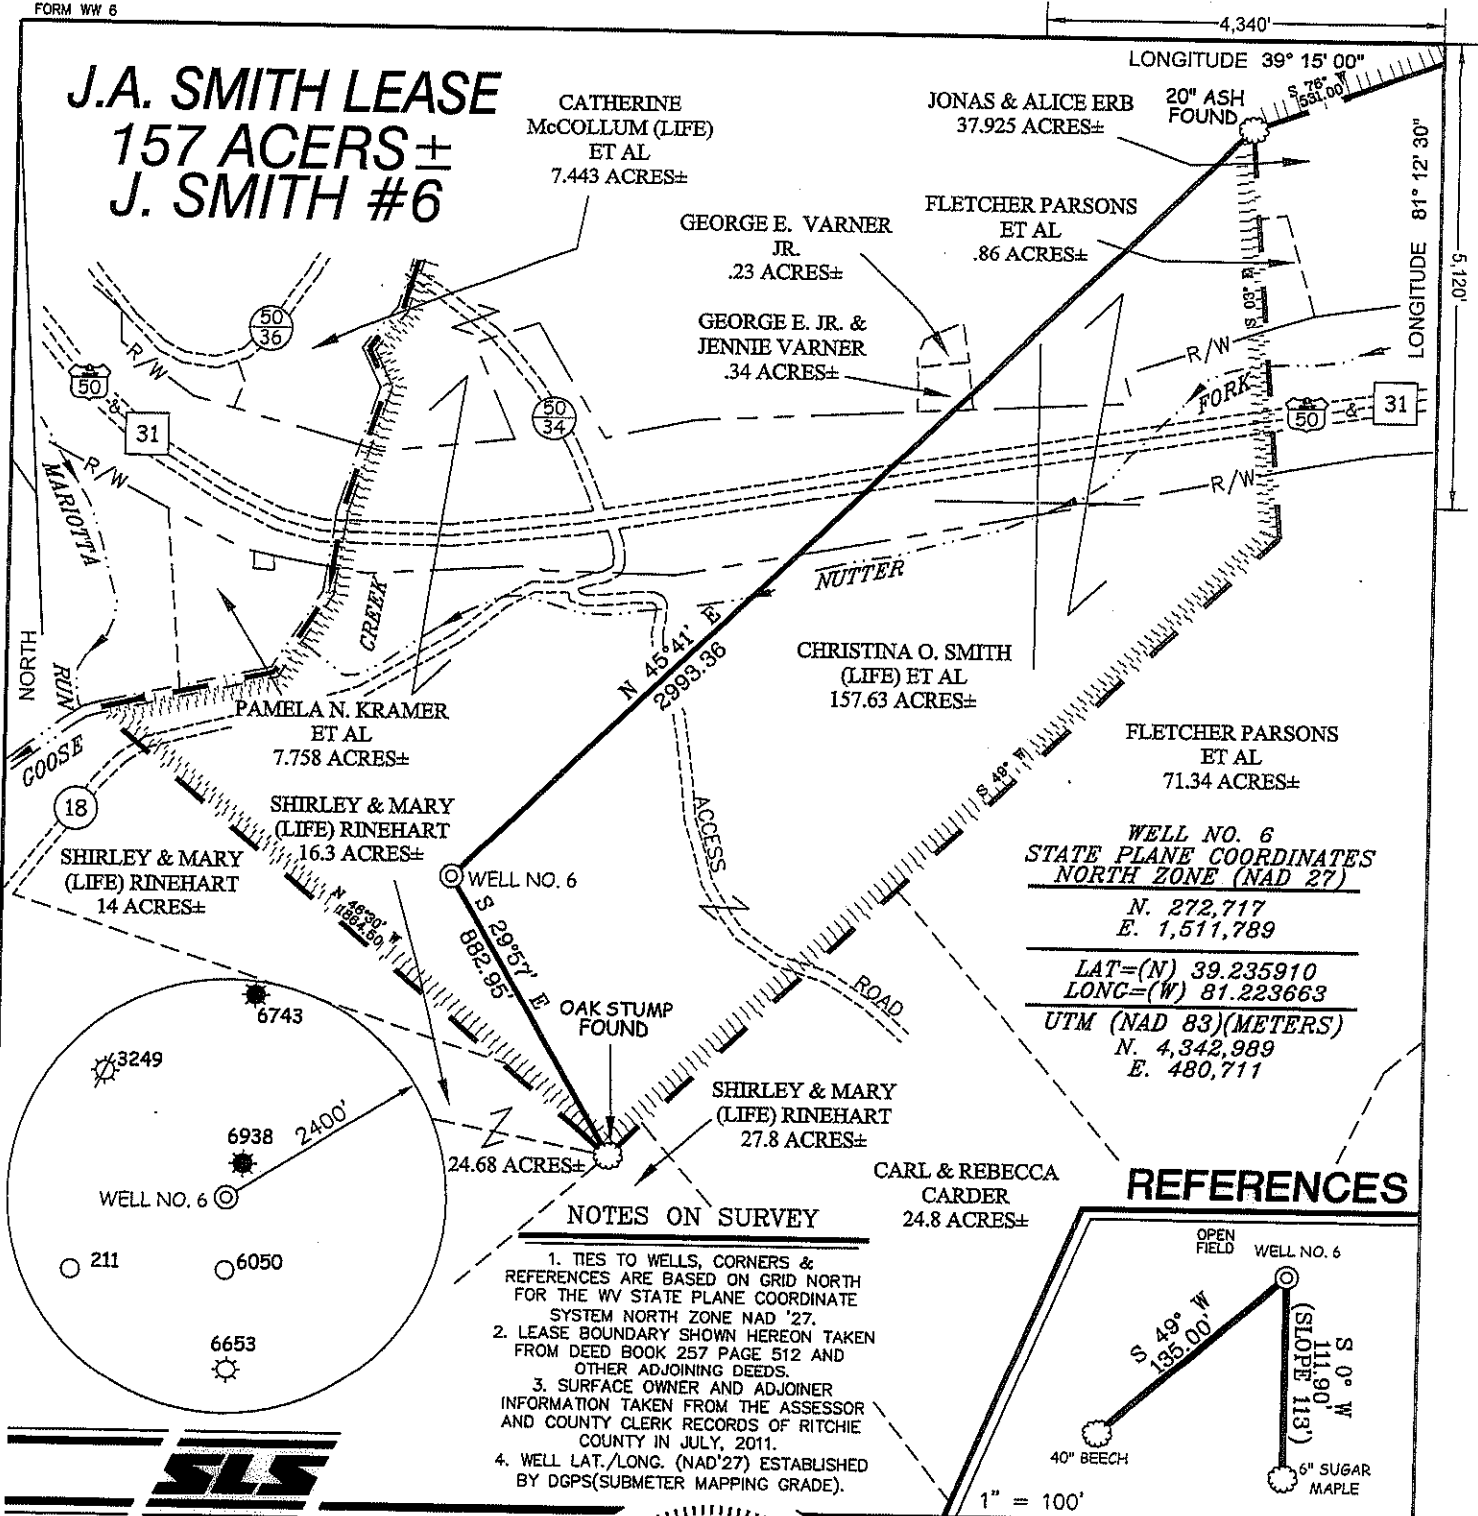 FORM WW 6
4,340'
LONGITUDE 39° 15' 00"
J.A. SMITH LEASE
157 ACERS ±
J. SMITH #6
CATHERINE
McCOLLUM (LIFE)
ET AL
7.443 ACRES±
JONAS & ALICE ERB
37.925 ACRES±
20" ASH
FOUND
S 76° W
531.00'
LONGITUDE 81° 12' 30"
5,120'
GEORGE E. VARNER
JR.
.23 ACRES±
FLETCHER PARSONS
ET AL
.86 ACRES±
GEORGE E. JR. &
JENNIE VARNER
.34 ACRES±
S 03° E
50
36
R/W
50
&
31
50
34
R/W
FORK
50
&
31
R/W
R/W
MARIOTTA
RUN
NORTH
CREEK
NUTTER
N 45°41' E
2993.36
CHRISTINA O. SMITH
(LIFE) ET AL
157.63 ACRES±
PAMELA N. KRAMER
ET AL
7.758 ACRES±
GOOSE
18
FLETCHER PARSONS
ET AL
71.34 ACRES±
S 49° W
SHIRLEY & MARY
(LIFE) RINEHART
16.3 ACRES±
SHIRLEY & MARY
(LIFE) RINEHART
14 ACRES±
WELL NO. 6
ACCESS
ROAD
N 46°30' W
1864.50'
S 29°57' E
882.95'
WELL NO. 6
STATE PLANE COORDINATES
NORTH ZONE (NAD 27)
N. 272,717
E. 1,511,789
LAT=(N) 39.235910
LONG=(W) 81.223663
UTM (NAD 83)(METERS)
N. 4,342,989
E. 480,711
OAK STUMP
FOUND
6743
3249
6938
2400'
WELL NO. 6
211
6050
6653
24.68 ACRES±
SHIRLEY & MARY
(LIFE) RINEHART
27.8 ACRES±
CARL & REBECCA
CARDER
24.8 ACRES±
NOTES ON SURVEY
1. TIES TO WELLS, CORNERS &
REFERENCES ARE BASED ON GRID NORTH
FOR THE WV STATE PLANE COORDINATE
SYSTEM NORTH ZONE NAD '27.
2. LEASE BOUNDARY SHOWN HEREON TAKEN
FROM DEED BOOK 257 PAGE 512 AND
OTHER ADJOINING DEEDS.
3. SURFACE OWNER AND ADJOINER
INFORMATION TAKEN FROM THE ASSESSOR
AND COUNTY CLERK RECORDS OF RITCHIE
COUNTY IN JULY, 2011.
4. WELL LAT./LONG. (NAD'27) ESTABLISHED
BY DGPS(SUBMETER MAPPING GRADE).
REFERENCES
OPEN
FIELD
WELL NO. 6
S 49° W
135.00'
S 0° W
111.90'
(SLOPE 113')
40" BEECH
6" SUGAR
MAPLE
1" = 100'
SLS